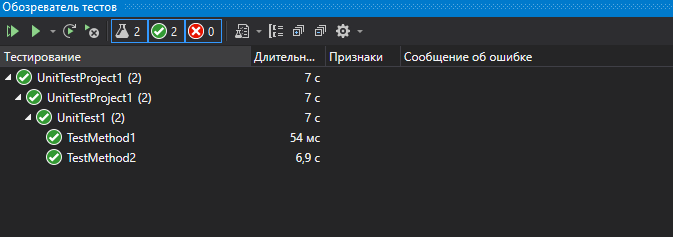 Обозреватель тестов
2 2 0
Тестирование Длительн... Признаки Сообщение об ошибке
UnitTestProject1 (2) 7 с
UnitTestProject1 (2) 7 с
UnitTest1 (2) 7 с
TestMethod1 54 мс
TestMethod2 6,9 с